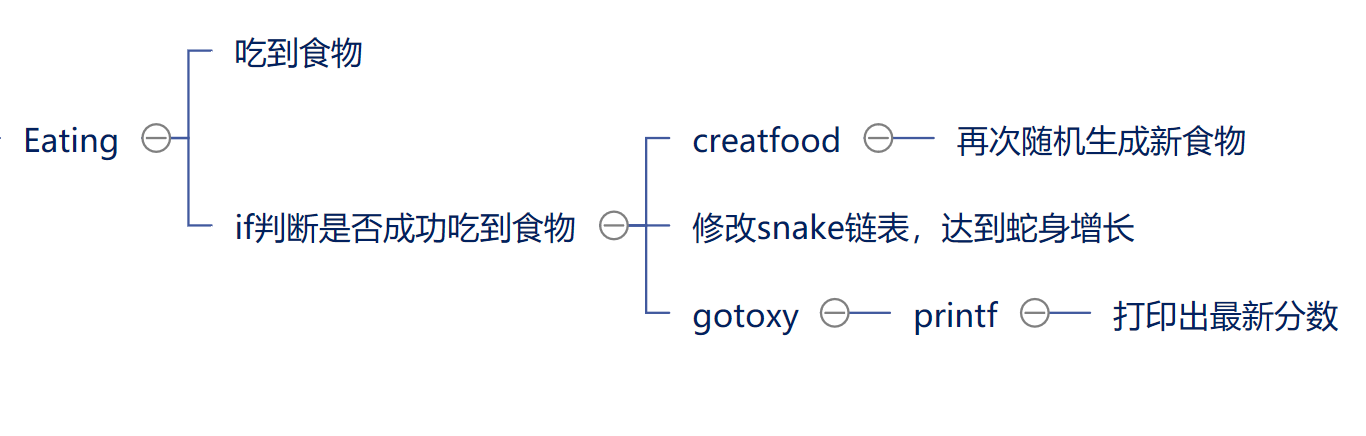 吃到食物
Eating
creatfood
再次随机生成新食物
if判断是否成功吃到食物
修改snake链表，达到蛇身增长
gotoxy
printf
打印出最新分数